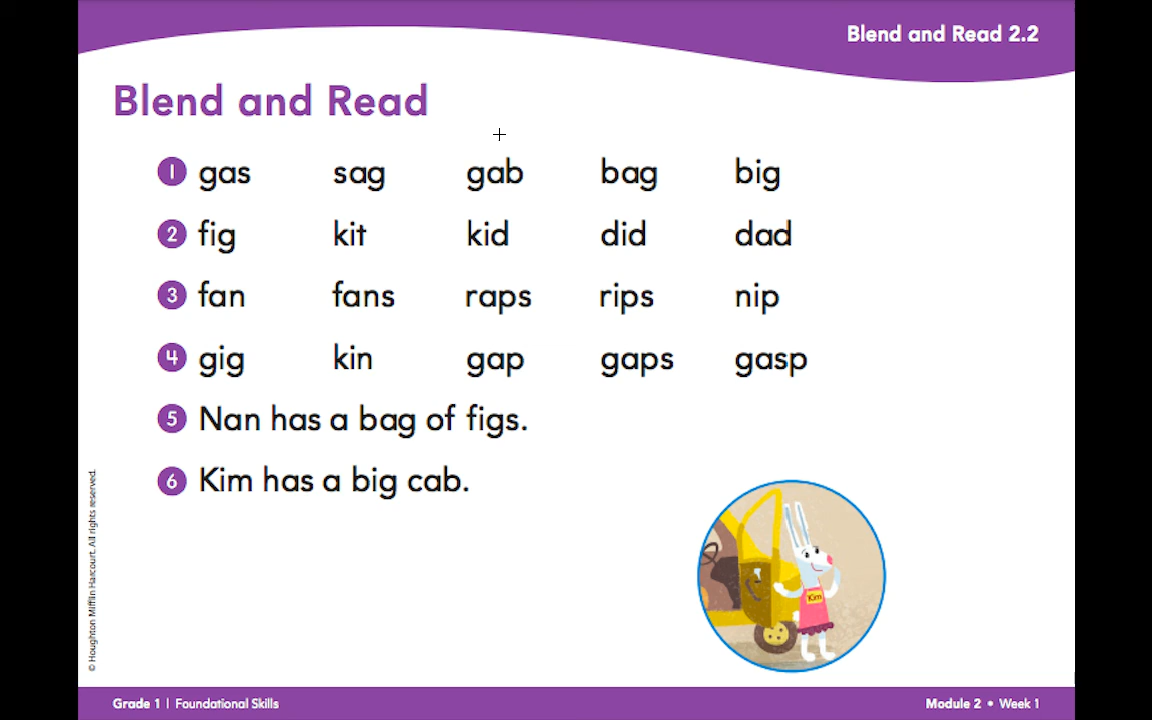 Blend and Read 2.2
Blend and Read
1 gas sag gab bag big
2 fig kit kid did dad
3 fan fans raps rips nip
4 gig kin gap gaps gasp
5 Nan has a bag of figs.
6 Kim has a big cab.
Kim
© Houghton Mifflin Harcourt. All rights reserved.
Grade 1 | Foundational Skills Module 2 • Week 1